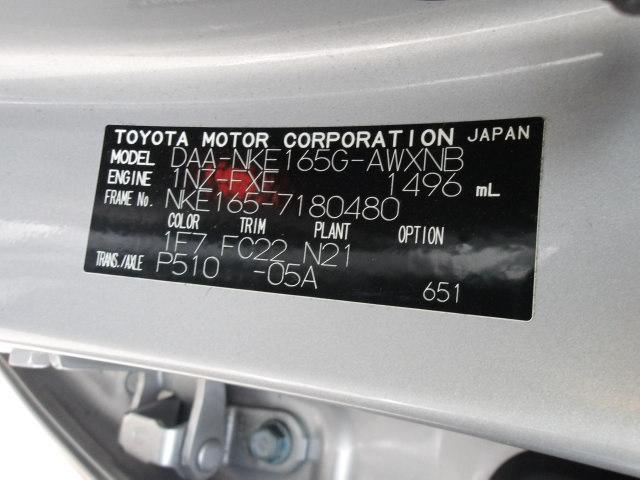 TOYOTA MOTOR CORPORATION JAPAN
MODEL DAA-NKE165G-AWXNB
ENGINE 1NZ-FXE 1496 mL
FRAME No. NKE165-7180480
COLOR TRIM PLANT OPTION
1F7 FC22 N21
TRANS./AXLE P510 -05A
651